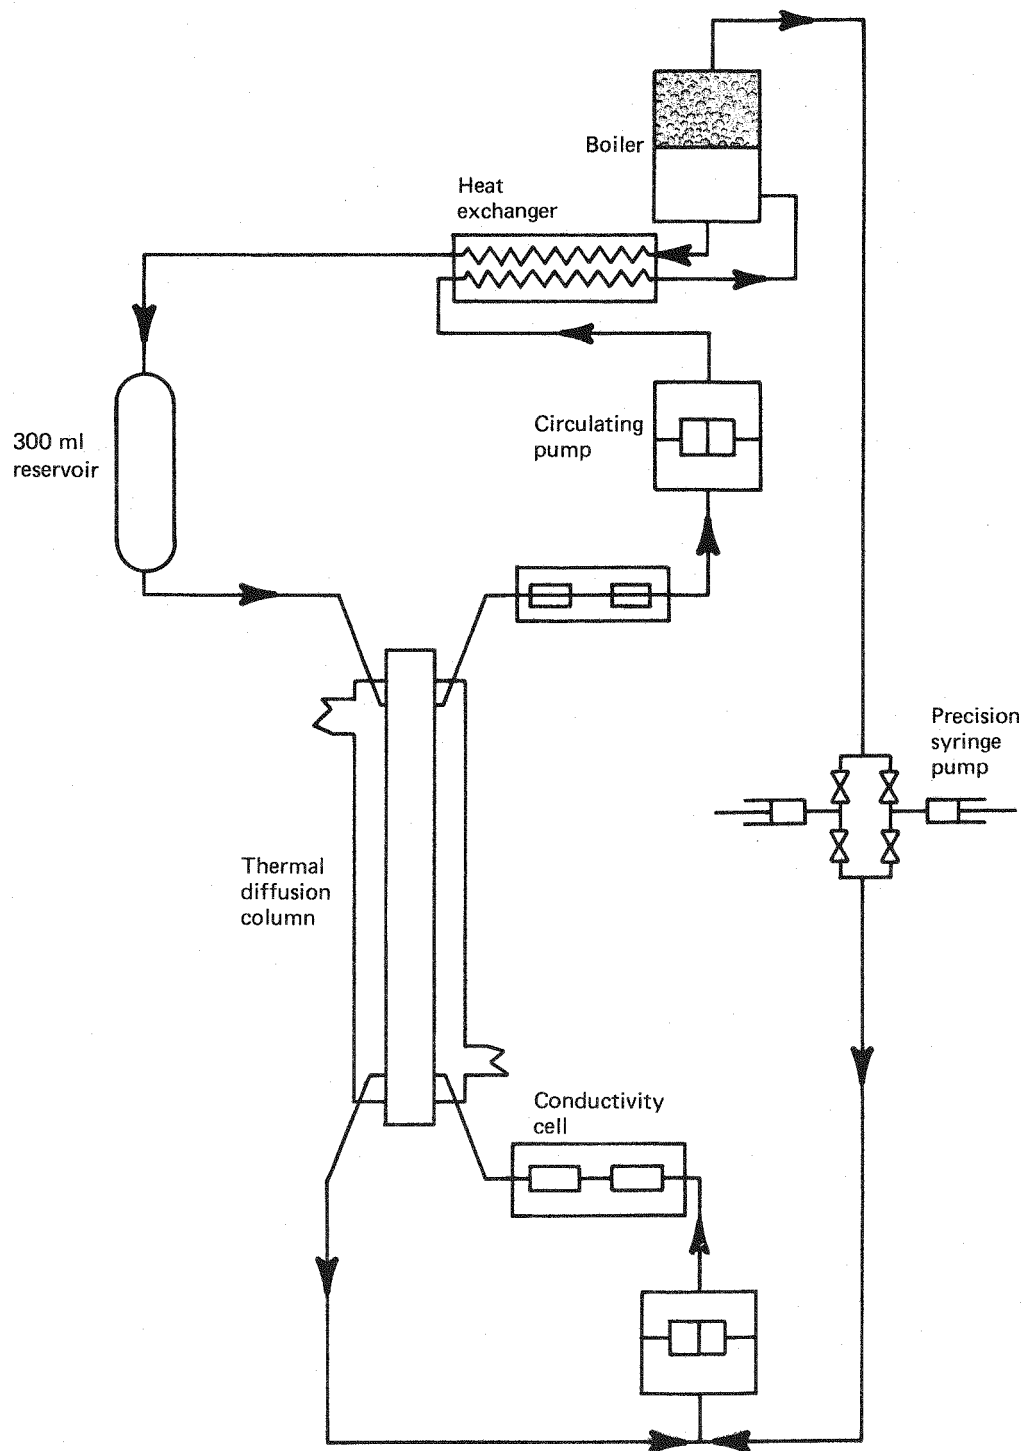 Boiler
Heat
exchanger
Circulating
pump
300 ml
reservoir
Precision
syringe
pump
Thermal
diffusion
column
Conductivity
cell